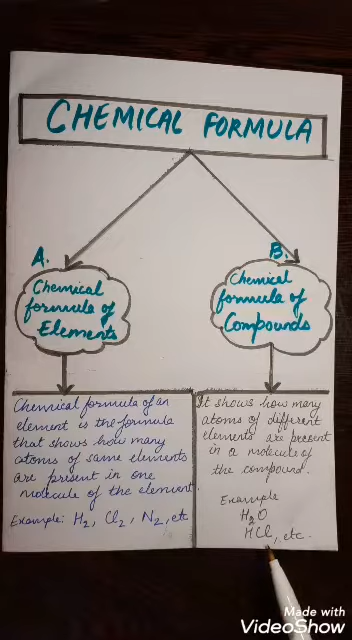 CHEMICAL FORMULA
A.
Chemical
formula of
Elements
B.
Chemical
formula of
Compounds
Chemical formula of an
element is the formula
that shows how many
atoms of same elements
are present in one
molecule of the element.
Example: H₂, Cl₂, N₂, etc
It shows how many
atoms of different
elements are present
in a molecule of
the compound.
Example
H₂O
HCl, etc.
Made with
VideoShow